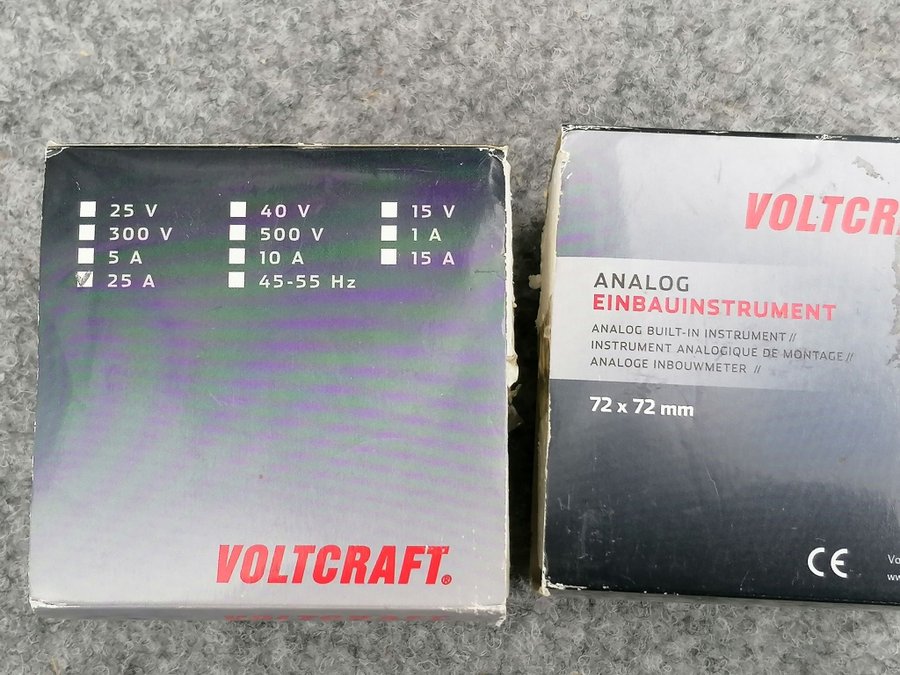 25 V 40 V 15 V
300 V 500 V 1 A
5 A 10 A 15 A
25 A 45-55 Hz
VOLTCRAFT®
ANALOG
EINBAUINSTRUMENT
ANALOG BUILT-IN INSTRUMENT //
INSTRUMENT ANALOGIQUE DE MONTAGE //
ANALOGE INBOUWMETER //
72 x 72 mm
CE